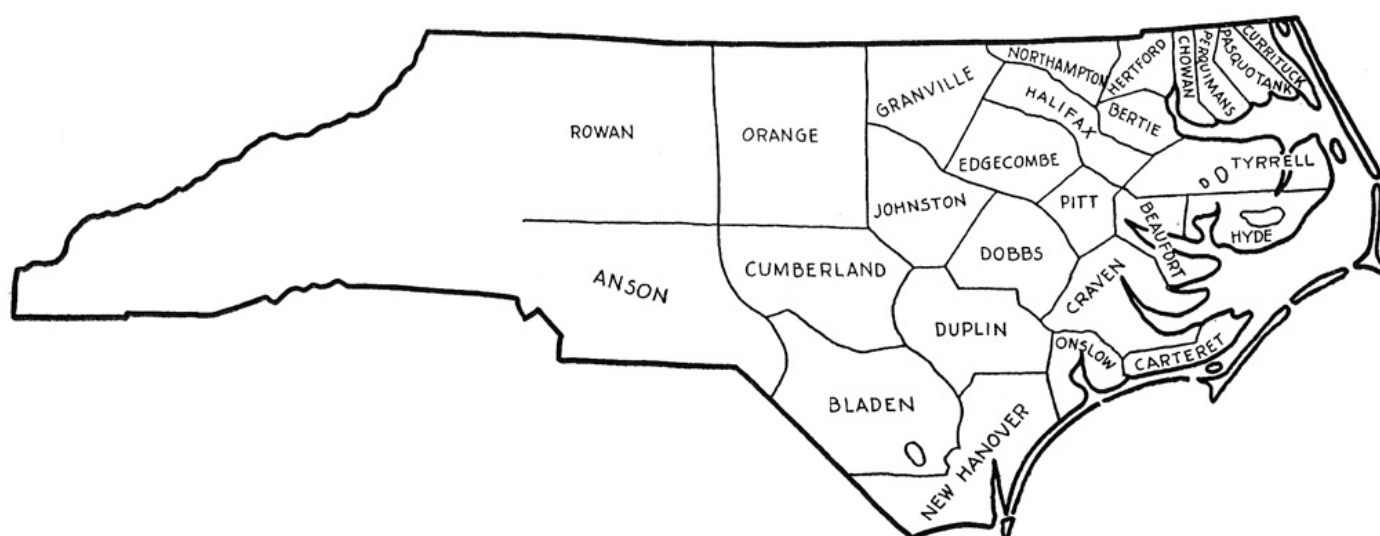 NORTHAMPTON
HERTFORD
CHOWAN
PERQUIMANS
PASQUOTANK
CURRITUCK
GRANVILLE
HALIFAX
BERTIE
ROWAN
ORANGE
EDGECOMBE
TYRRELL
JOHNSTON
PITT
BEAUFORT
HYDE
DOBBS
CUMBERLAND
ANSON
CRAVEN
DUPLIN
ONSLOW
CARTERET
BLADEN
NEW HANOVER